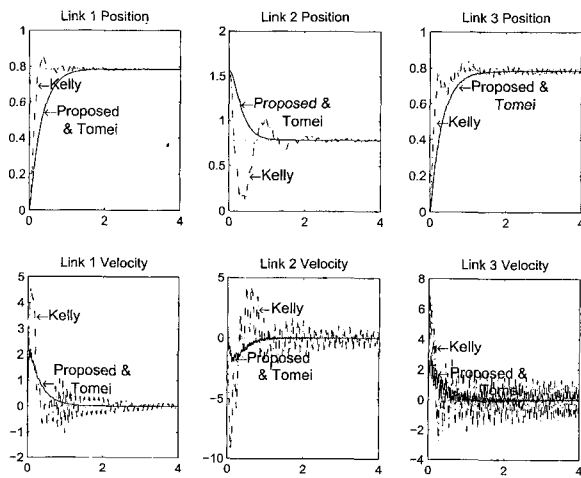 Link 1 Position
Link 2 Position
Link 3 Position
1
0.8
0.6
0.4
0.2
0
0
2
4
←Kelly
←Proposed
& Tomei
2
1.5
1
0.5
0
0
2
4
Proposed &
Tomei
←Kelly
1
0.8
0.6
0.4
0.2
0
0
2
4
←Proposed &
Tomei
←Kelly
Link 1 Velocity
Link 2 Velocity
Link 3 Velocity
5
4
3
2
1
0
-1
-2
0
2
4
←Kelly
Proposed &
←Tomei
5
0
-5
-10
0
2
4
←Kelly
←Proposed
& Tomei
8
6
4
2
0
-2
-4
0
2
4
←Kelly
←Proposed &
Tomei